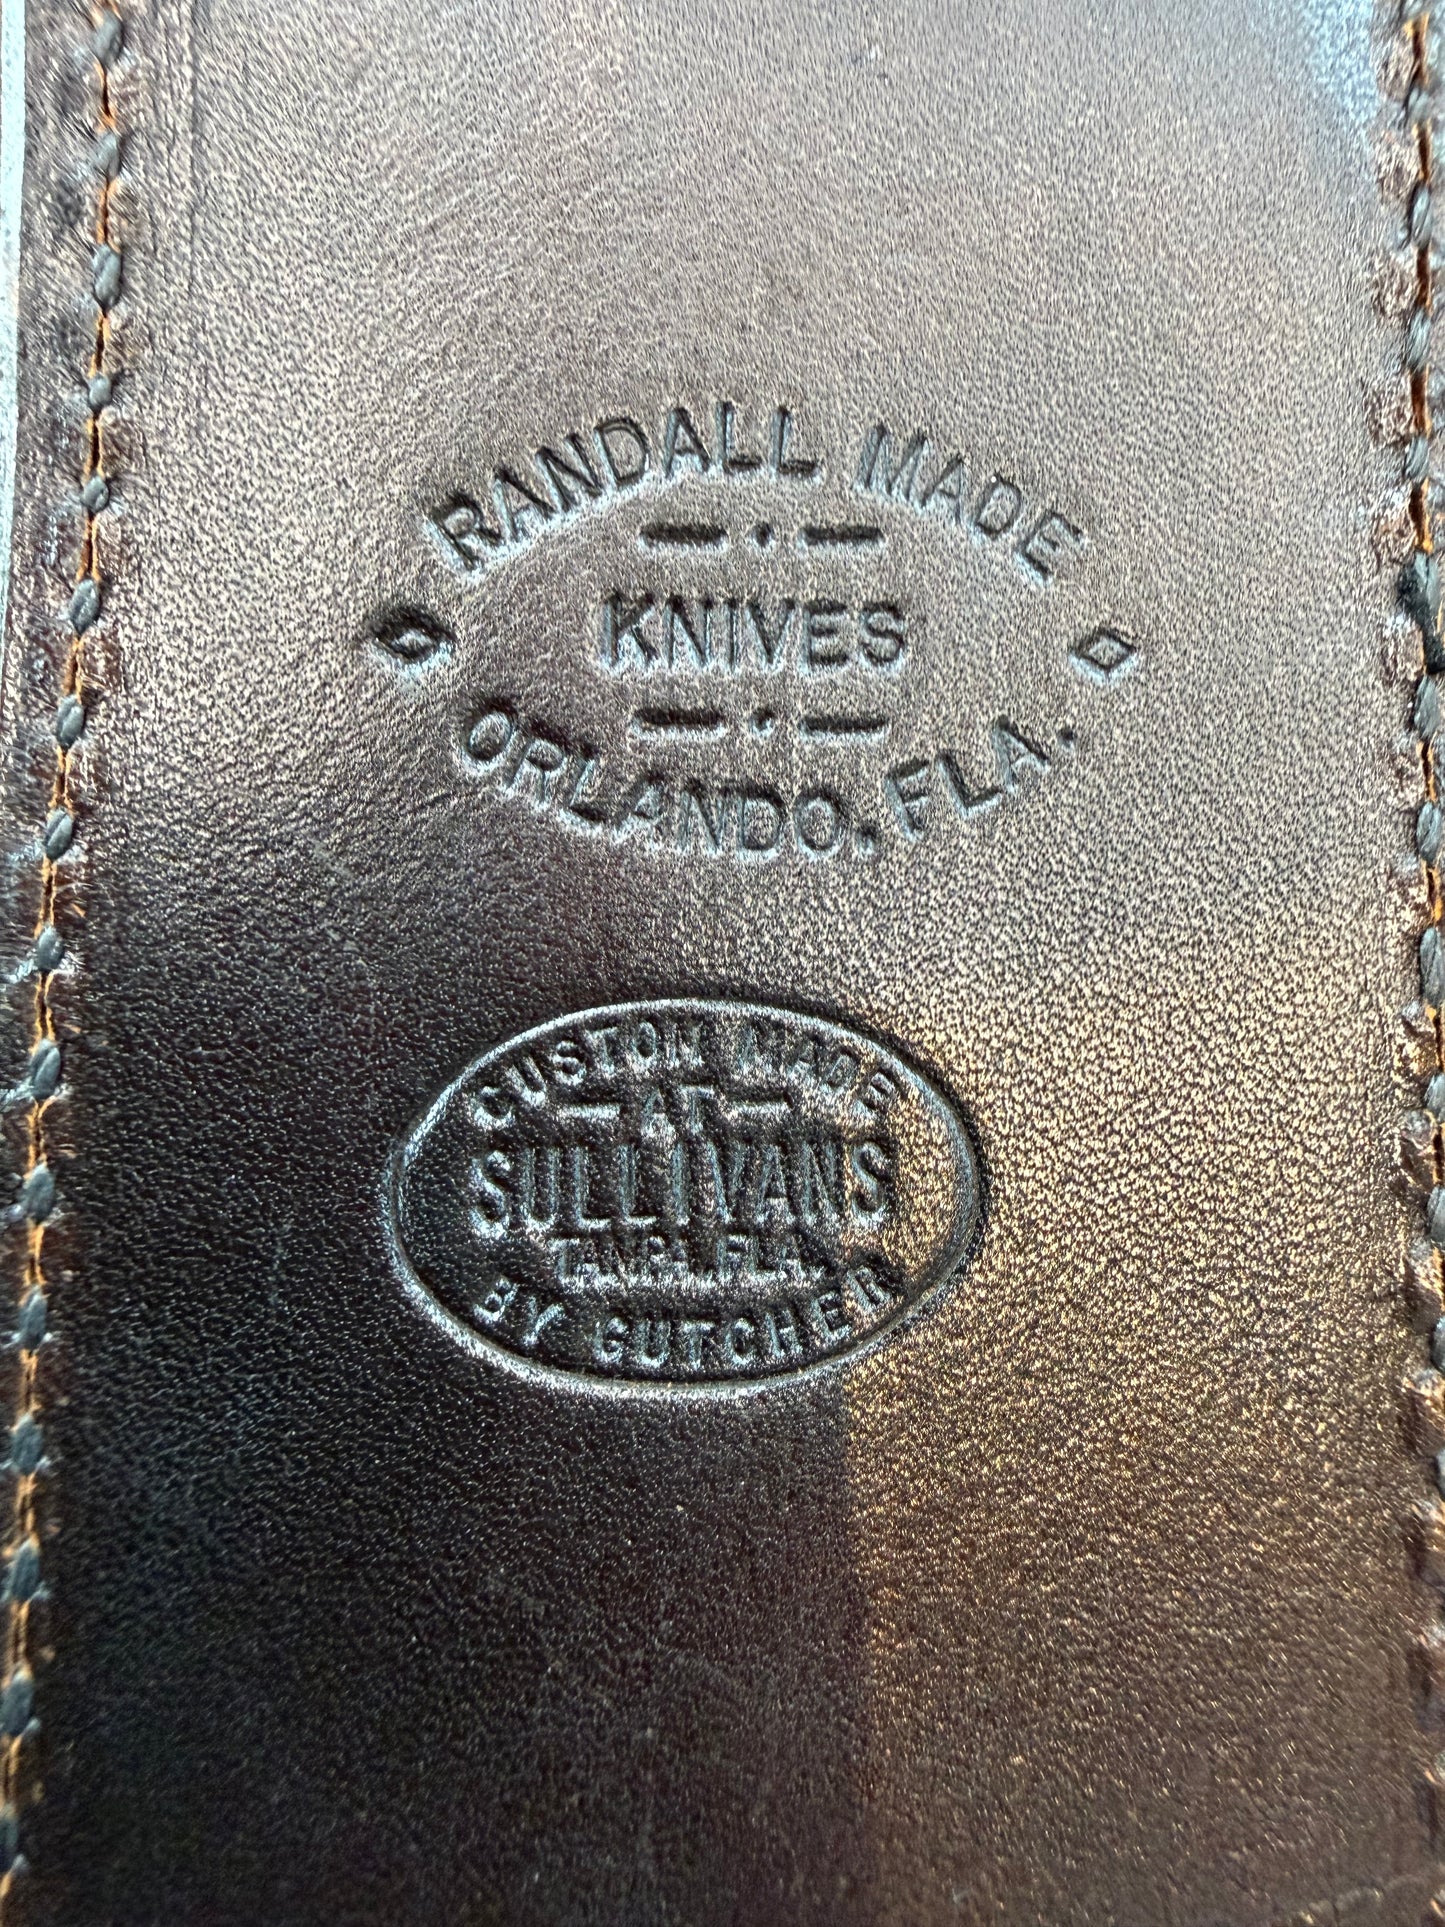 RANDALL MADE
KNIVES
ORLANDO, FLA.
CUSTOM MADE
AT
SULLIVANS
TAMPA, FLA.
BY GUTCHER